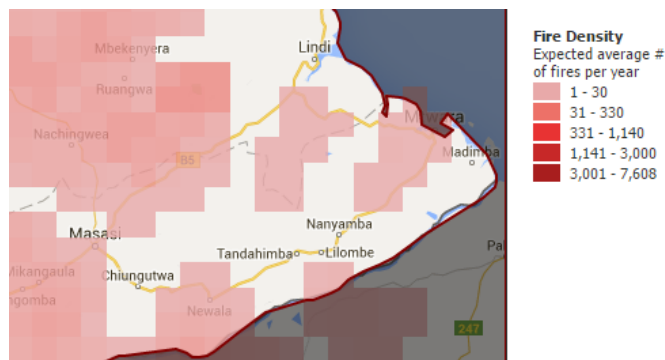 Lindi
Mbekenyera
Ruangwa
Nachingwea
B5
Madimba
Masasi
Nanyamba
Tandahimba
Lilombe
Mikangaula
Chiungutwa
Newala
ngomba
Pal
247
Fire Density
Expected average #
of fires per year
1 - 30
31 - 330
331 - 1,140
1,141 - 3,000
3,001 - 7,608